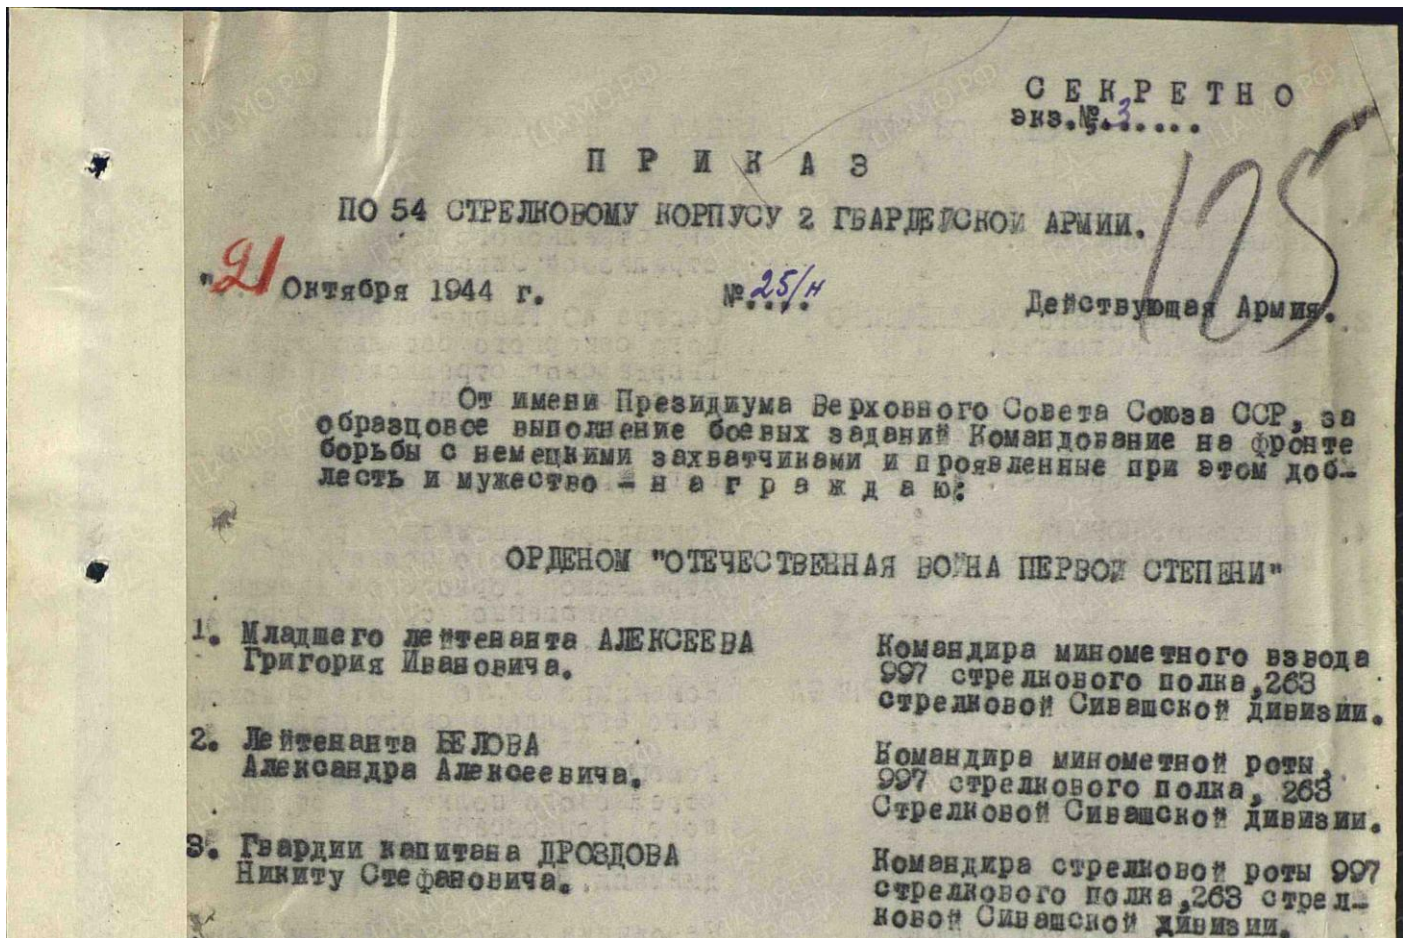 СЕКРЕТНО
экз.№.3......
ПРИКАЗ
ПО 54 СТРЕЛКОВОМУ КОРПУСУ 2 ГВАРДЕЙСКОЙ АРМИИ.
125
"21 Октября 1944 г. №.25/н Действующая Армия.
От имени Президиума Верховного Совета Союза ССР, за
образцовое выполнение боевых заданий Командование на фронте
борьбы с немецкими захватчиками и проявленные при этом доб-
лесть и мужество - н а г р а ж д а ю:
ОРДЕНОМ "ОТЕЧЕСТВЕННАЯ ВОЙНА ПЕРВОЙ СТЕПЕНИ"
1. Младшего лейтенанта АЛЕКСЕЕВА
Григория Ивановича.
Командира минометного взвода
997 стрелкового полка,263
стрелковой Сивашской дивизии.
2. Лейтенанта БЕЛОВА
Александра Алексеевича.
Командира минометной роты,
997 стрелкового полка, 263
Стрелковой Сивашской дивизии.
3. Гвардии капитана ДРОЗДОВА
Никиту Стефановича.
Командира стрелковой роты 997
стрелкового полка,263 стрел-
ковой Сивашской дивизии.